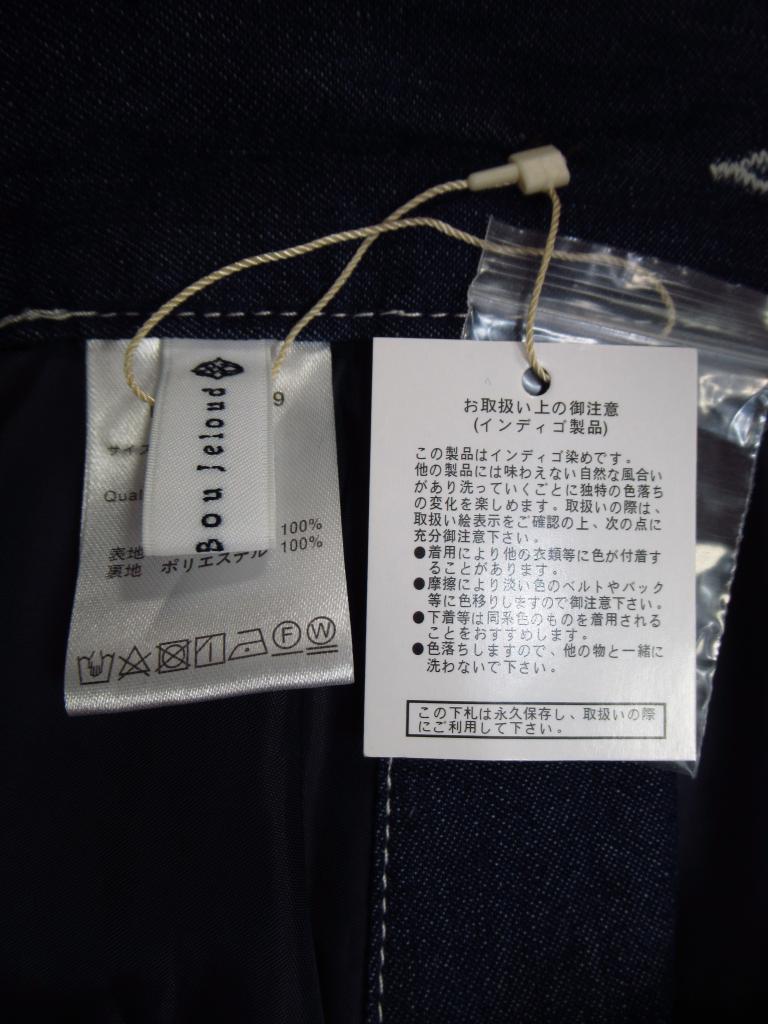 Bou Jeloud
9
サイズ
Qual
表地 100%
裏地 ポリエステル 100%
F W
お取扱い上の御注意
(インディゴ製品)
この製品はインディゴ染めです。
他の製品には味わえない自然な風合い
があり洗っていくごとに独特の色落ち
の変化を楽しめます。取扱いの際は、
取扱い絵表示をご確認の上、次の点に
充分御注意下さい。
●着用により他の衣類等に色が付着す
ることがあります。
●摩擦により淡い色のベルトやバック
等に色移りしますので御注意下さい。
●下着等は同系色のものを着用される
ことをおすすめします。
●色落ちしますので、他の物と一緒に
洗わないで下さい。
この下札は永久保存し、取扱いの際
にご利用して下さい。